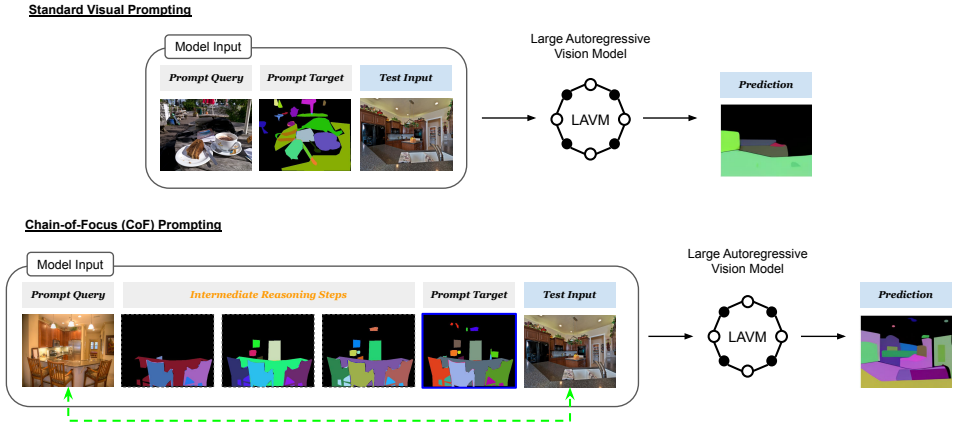 Standard Visual Prompting
Model Input
Prompt Query
Prompt Target
Test Input
Large Autoregressive
Vision Model
LAVM
Prediction
Chain-of-Focus (CoF) Prompting
Model Input
Prompt Query
Intermediate Reasoning Steps
Prompt Target
Test Input
Large Autoregressive
Vision Model
LAVM
Prediction